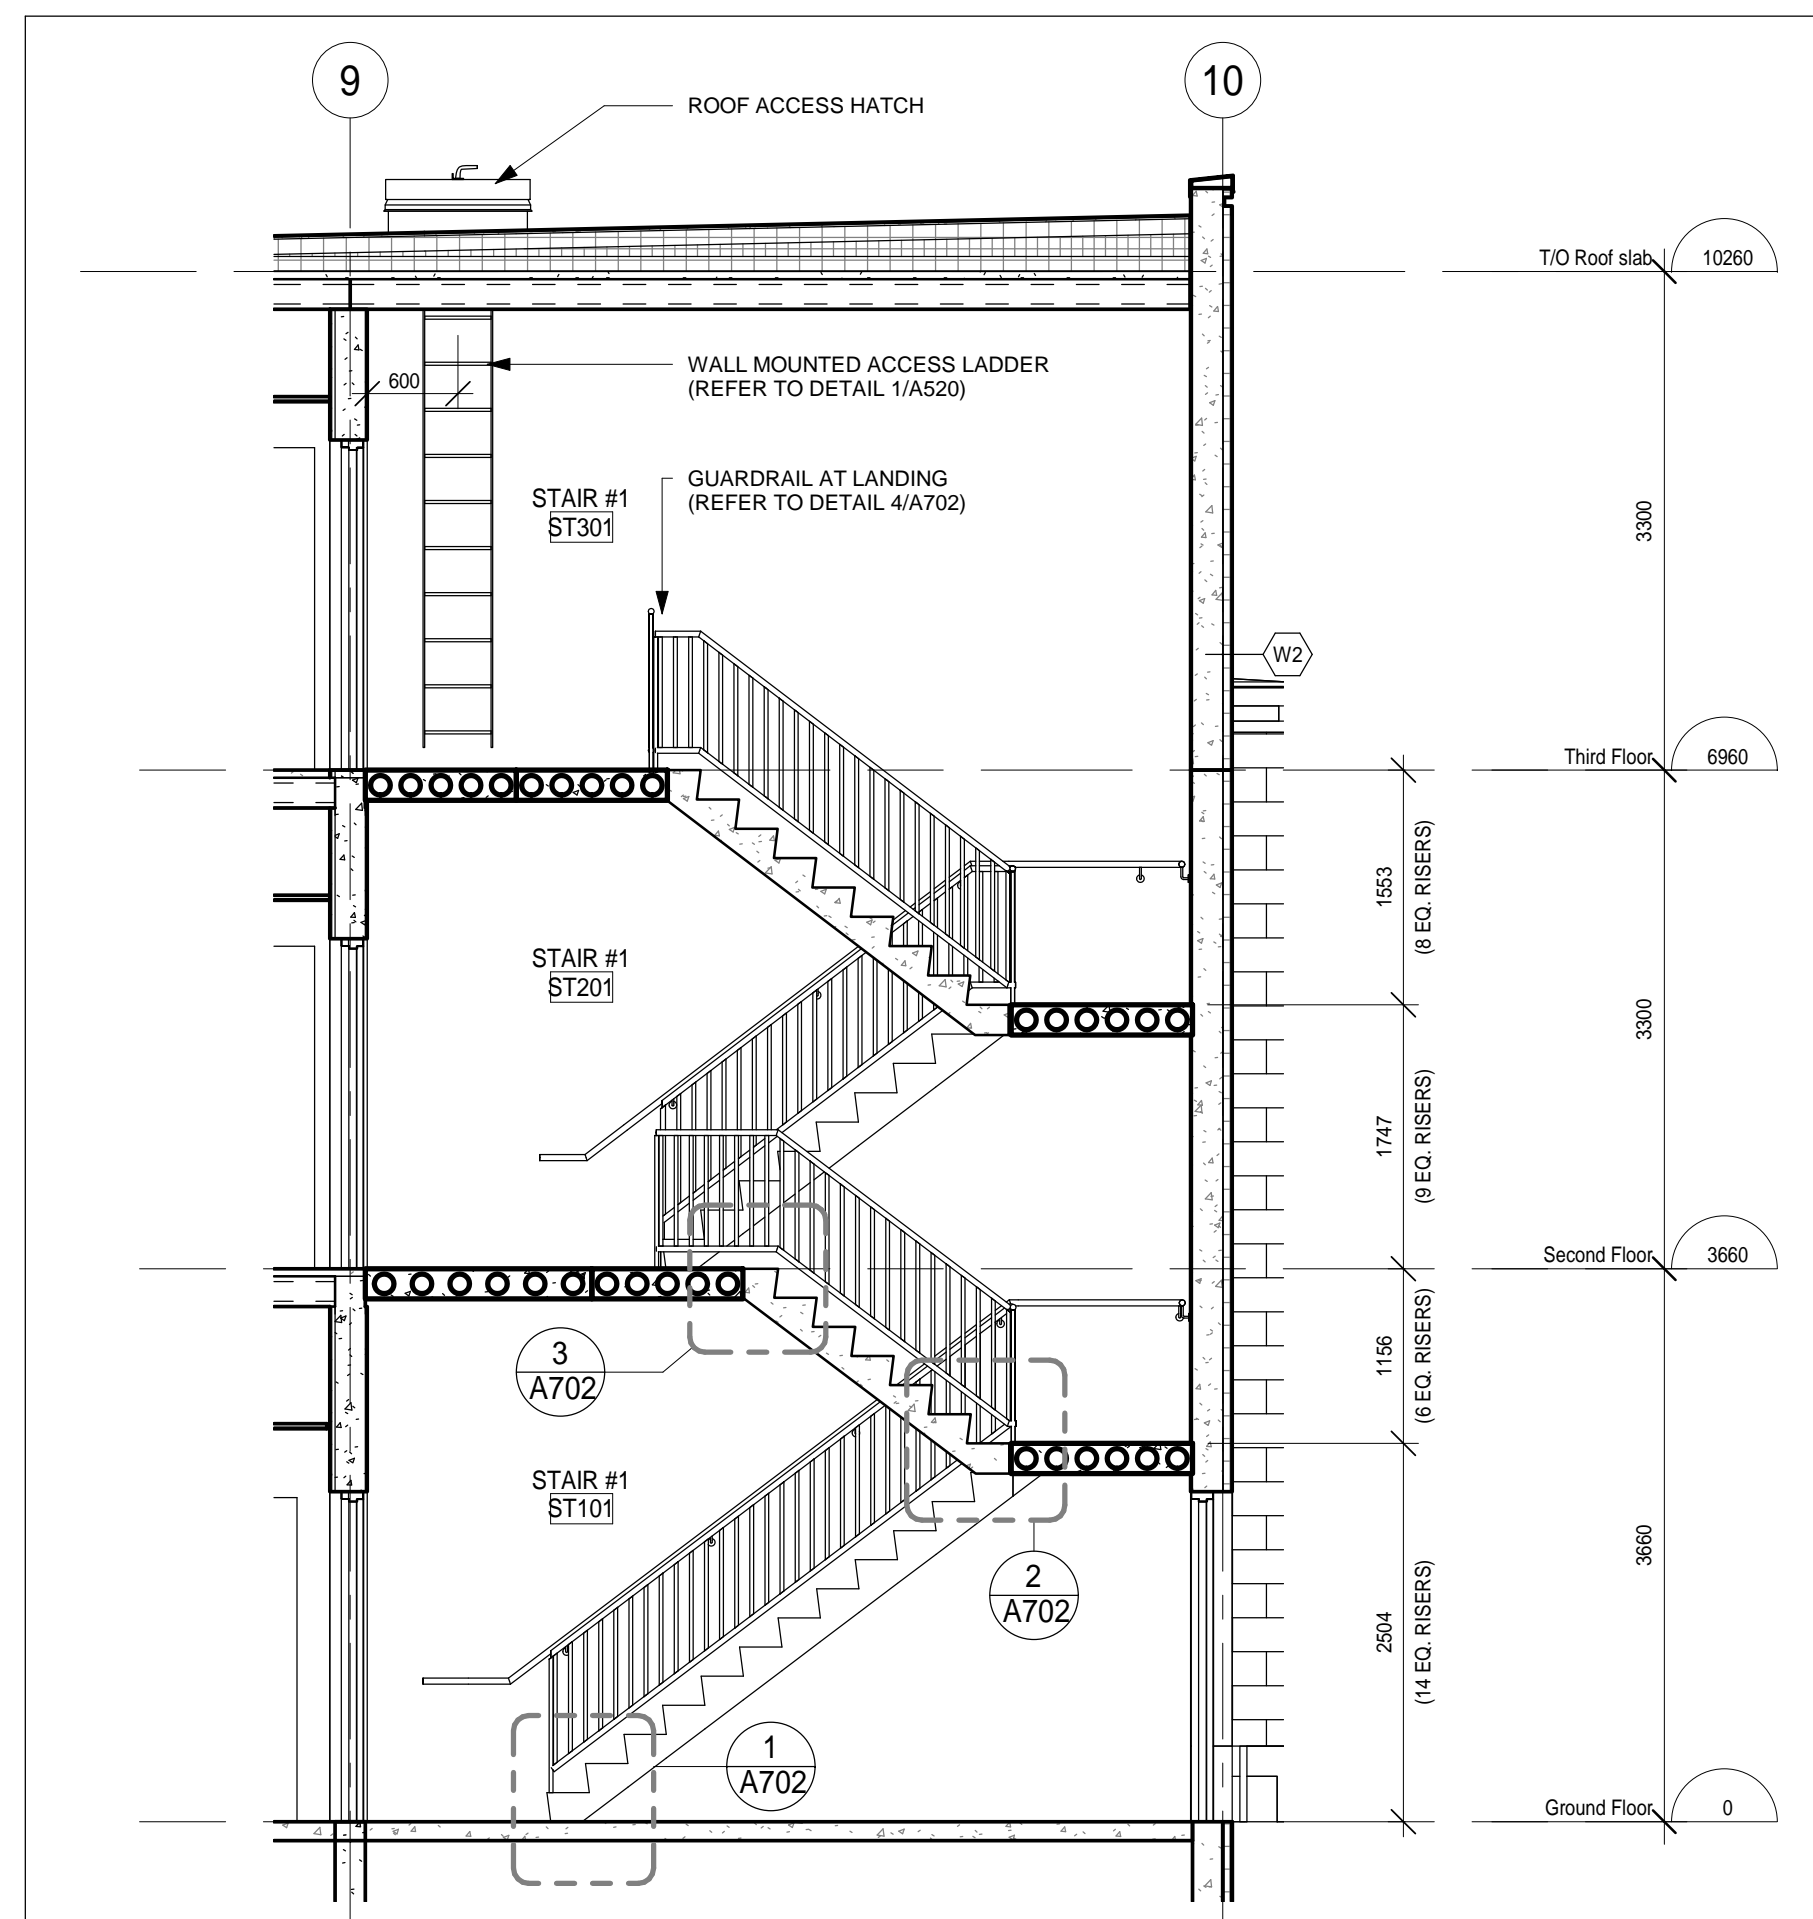 9
10
ROOF ACCESS HATCH
T/O Roof slab
10260
WALL MOUNTED ACCESS LADDER
(REFER TO DETAIL 1/A520)
600
GUARDRAIL AT LANDING
(REFER TO DETAIL 4/A702)
STAIR #1
ST301
3300
W2
Third Floor
6960
1553
(8 EQ. RISERS)
STAIR #1
ST201
3300
1747
(9 EQ. RISERS)
Second Floor
3660
1156
(6 EQ. RISERS)
3
A702
STAIR #1
ST101
2
A702
3660
2504
(14 EQ. RISERS)
1
A702
Ground Floor
0